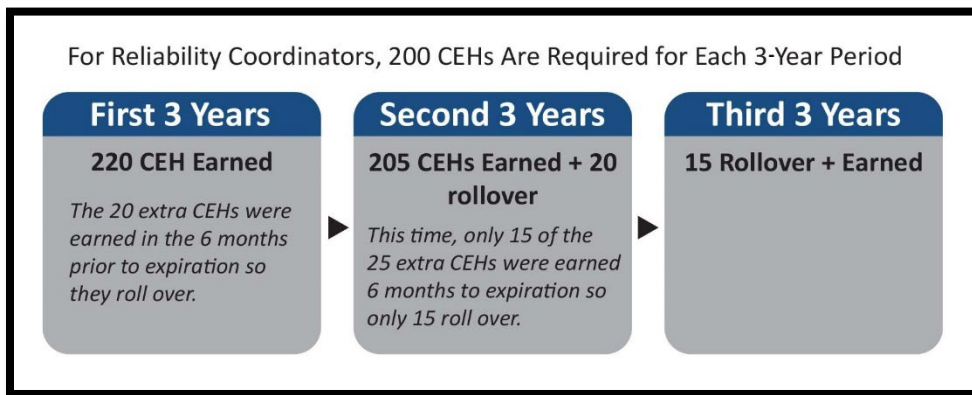 For Reliability Coordinators, 200 CEHs Are Required for Each 3-Year Period
First 3 Years
220 CEH Earned
The 20 extra CEHs were
earned in the 6 months
prior to expiration so
they roll over.
Second 3 Years
205 CEHs Earned + 20
rollover
This time, only 15 of the
25 extra CEHs were earned
6 months to expiration so
only 15 roll over.
Third 3 Years
15 Rollover + Earned